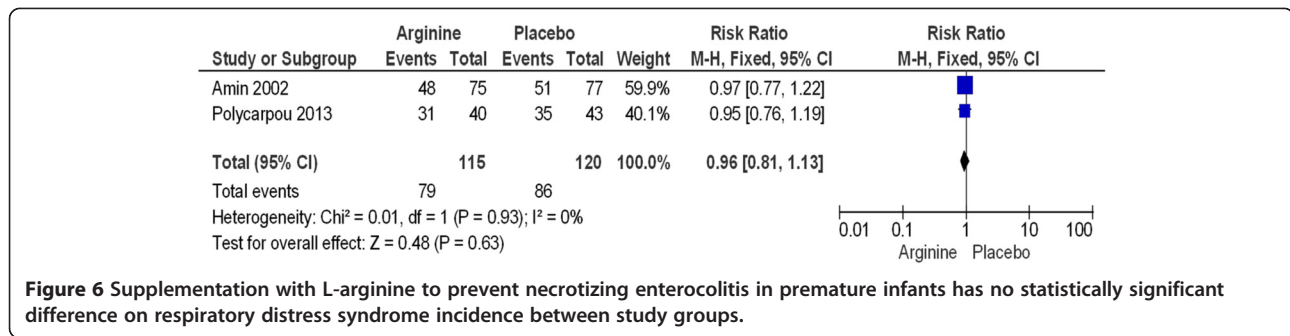 Arginine Placebo Risk Ratio Risk Ratio
Study or Subgroup Events Total Events Total Weight M-H, Fixed, 95% CI M-H, Fixed, 95% CI
Amin 2002 48 75 51 77 59.9% 0.97 [0.77, 1.22]
Polycarpou 2013 31 40 35 43 40.1% 0.95 [0.76, 1.19]
Total (95% CI) 115 120 100.0% 0.96 [0.81, 1.13]
Total events 79 86
Heterogeneity: Chi² = 0.01, df = 1 (P = 0.93); I² = 0%
Test for overall effect: Z = 0.48 (P = 0.63)
0.01 0.1 1 10 100
Arginine Placebo
Figure 6 Supplementation with L-arginine to prevent necrotizing enterocolitis in premature infants has no statistically significant
difference on respiratory distress syndrome incidence between study groups.